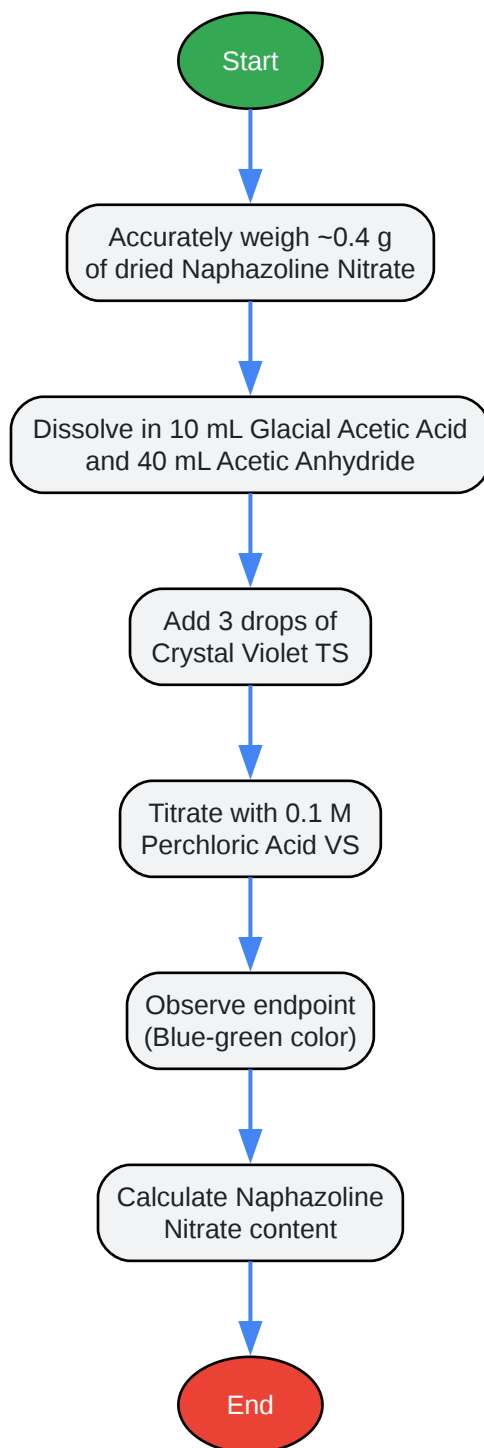 Start
Accurately weigh ~0.4 g
of dried Naphazoline Nitrate
Dissolve in 10 mL Glacial Acetic Acid
and 40 mL Acetic Anhydride
Add 3 drops of
Crystal Violet TS
Titrate with 0.1 M
Perchloric Acid VS
Observe endpoint
(Blue-green color)
Calculate Naphazoline
Nitrate content
End